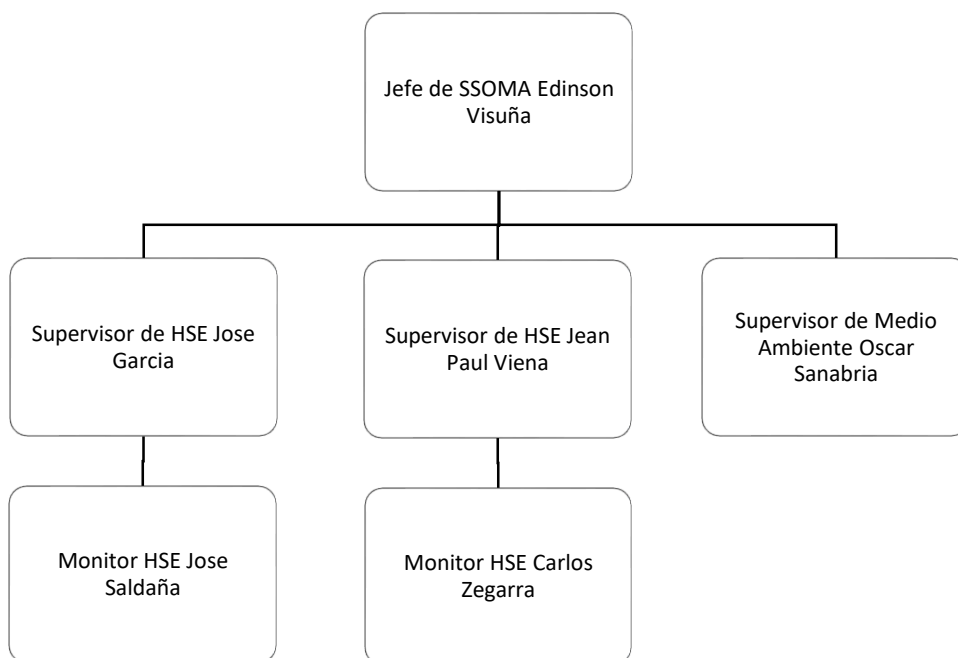 Jefe de SSOMA Edinson
Visuña
Supervisor de HSE Jose
Garcia
Supervisor de HSE Jean
Paul Viena
Supervisor de Medio
Ambiente Oscar
Sanabria
Monitor HSE Jose
Saldaña
Monitor HSE Carlos
Zegarra